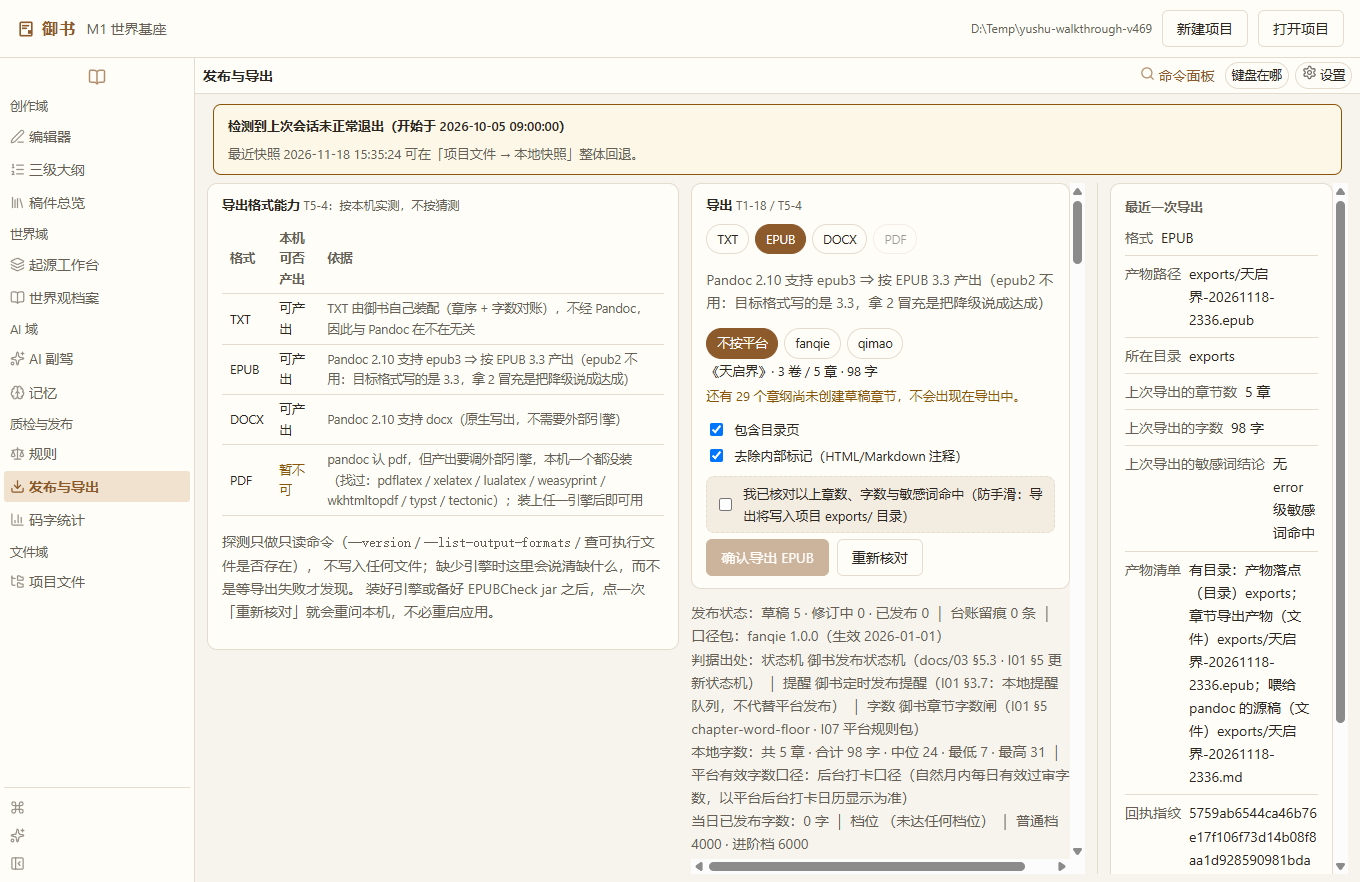 御书 M1 世界基座
D:\Temp\yushu-walkthrough-v469 新建项目 打开项目
创作域
编辑器
三级大纲
稿件总览
世界域
起源工作台
世界观档案
AI 域
AI 副驾
记忆
质检与发布
规则
发布与导出
码字统计
文件域
项目文件
发布与导出
命令面板 键盘在哪 设置
检测到上次会话未正常退出（开始于 2026-10-05 09:00:00）
最近快照 2026-11-18 15:35:24 可在「项目文件 → 本地快照」整体回退。
导出格式能力 T5-4：按本机实测，不按猜测
格式 本机可否产出 依据
TXT 可产出 TXT 由御书自己装配（章序 + 字数对账），不经 Pandoc，
因此与 Pandoc 在不在无关
EPUB 可产出 Pandoc 2.10 支持 epub3 ⇒ 按 EPUB 3.3 产出（epub2 不
用：目标格式写的是 3.3，拿 2 冒充是把降级说成达成）
DOCX 可产出 Pandoc 2.10 支持 docx（原生写出，不需要外部引擎）
PDF 暂不可 pandoc 认 pdf，但产出要调外部引擎，本机一个都没装
（找过：pdflatex / xelatex / lualatex / weasyprint /
wkhtmltopdf / typst / tectonic）；装上任一引擎后即可用
探测只做只读命令（—version / —list-output-formats / 查可执行文
件是否存在），不写入任何文件；缺少引擎时这里会说清缺什么，而不
是等导出失败才发现。 装好引擎或备好 EPUBCheck jar 之后，点一次
「重新核对」就会重问本机，不必重启应用。
导出 T1-18 / T5-4
TXT EPUB DOCX PDF
Pandoc 2.10 支持 epub3 ⇒ 按 EPUB 3.3 产出（epub2 不
用：目标格式写的是 3.3，拿 2 冒充是把降级说成达成）
不按平台 fanqie qimao
《天启界》· 3 卷 / 5 章 · 98 字
还有 29 个章纲尚未创建草稿章节，不会出现在导出中。
包含目录页
去除内部标记（HTML/Markdown 注释）
我已核对以上章数、字数与敏感词命中（防手滑：导
出将写入项目 exports/ 目录）
确认导出 EPUB 重新核对
发布状态：草稿 5 · 修订中 0 · 已发布 0 ｜ 台账留痕 0 条 ｜
口径包：fanqie 1.0.0（生效 2026-01-01）
判据出处：状态机 御书发布状态机（docs/03 §5.3 · I01 §5 更
新状态机） ｜ 提醒 御书定时发布提醒（I01 §3.7：本地提醒
队列，不代替平台发布） ｜ 字数 御书章节字数闸（I01 §5
chapter-word-floor · I07 平台规则包）
本地字数：共 5 章 · 合计 98 字 · 中位 24 · 最低 7 · 最高 31 ｜
平台有效字数口径：后台打卡口径（自然月内每日有效过审字
数，以平台后台打卡日历显示为准）
当日已发布字数：0 字 ｜ 档位 （未达任何档位） ｜ 普通档
4000 · 进阶档 6000
最近一次导出
格式 EPUB
产物路径 exports/天启
界-20261118-
2336.epub
所在目录 exports
上次导出的章节数 5 章
上次导出的字数 98 字
上次导出的敏感词结论 无
error
级敏感
词命中
产物清单 有目录：产物落点
（目录）exports；
章节导出产物（文
件）exports/天启
界-20261118-
2336.epub；喂给
pandoc 的源稿（文
件）exports/天启
界-20261118-
2336.md
回执指纹 5759ab6544ca46b76
e17f106f73d14b08f8
aa1d928590981bda